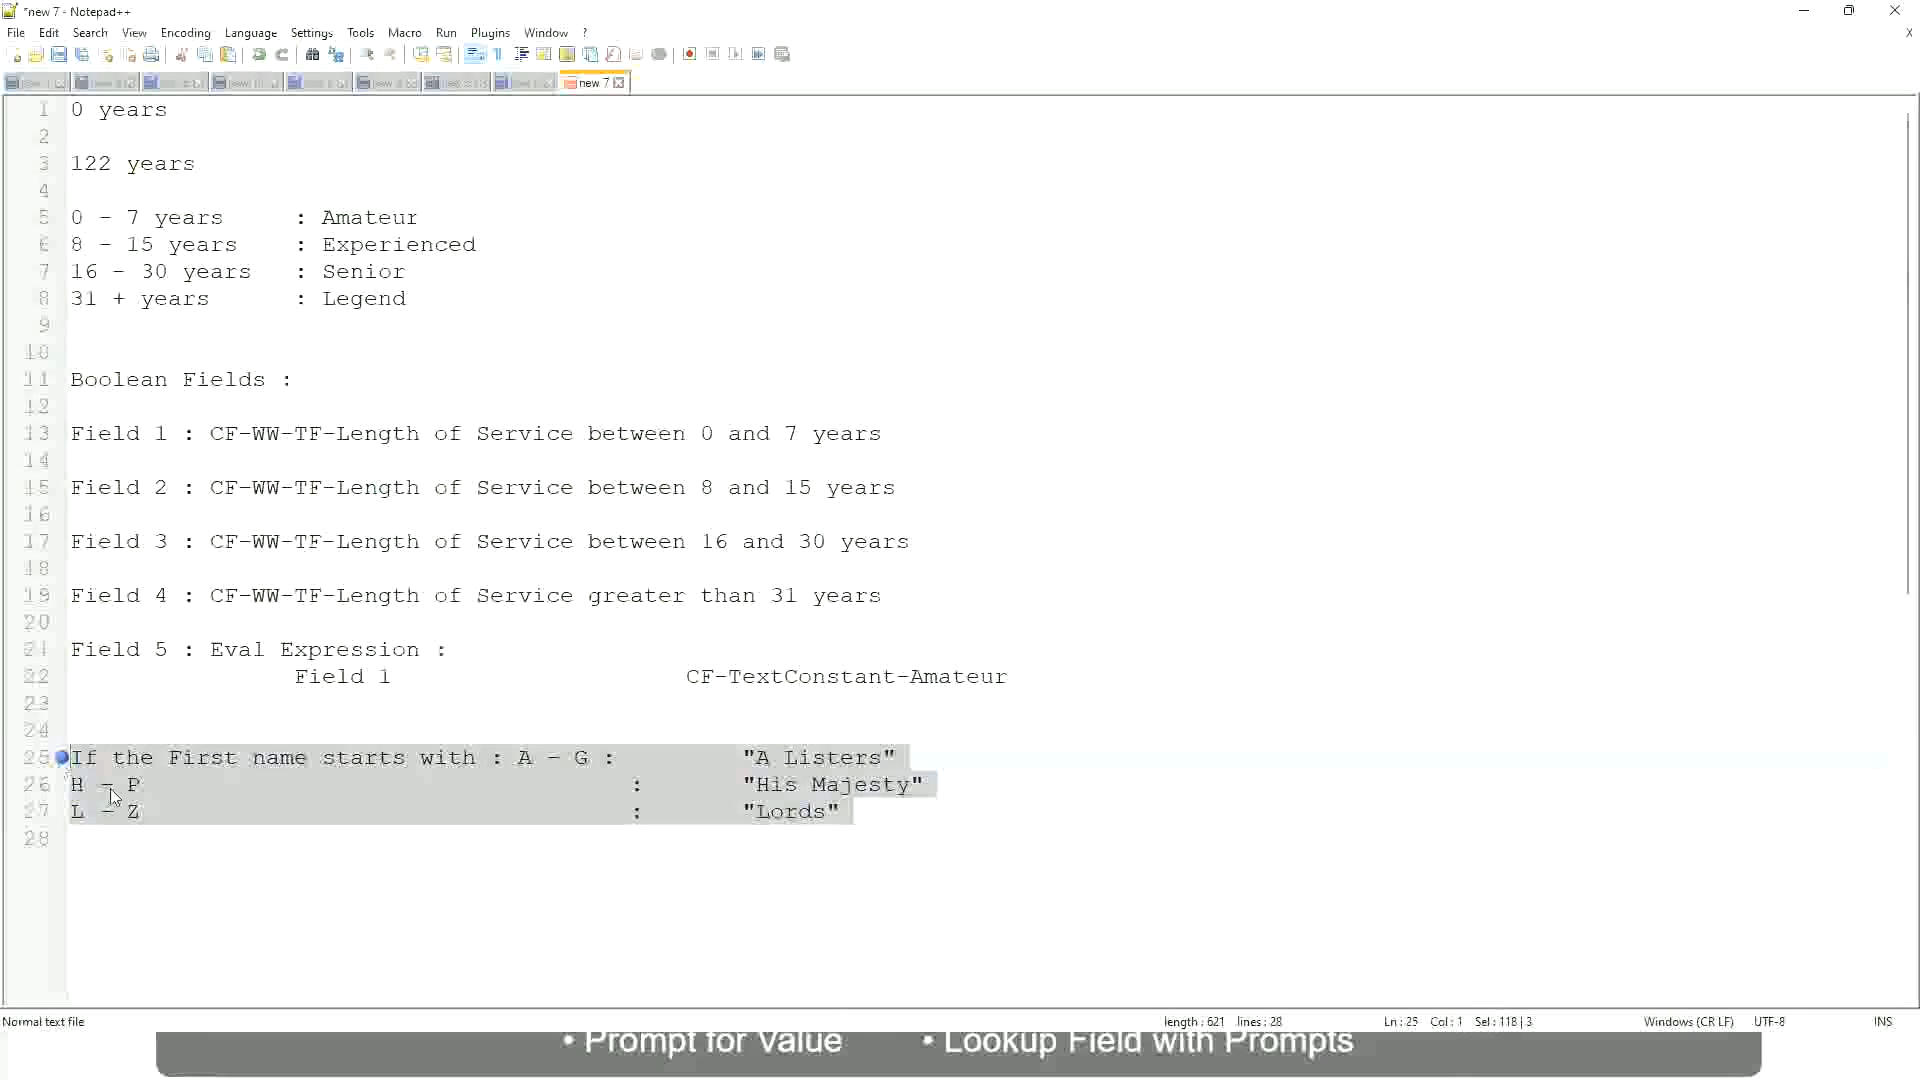 *new 7 - Notepad++
File Edit Search View Encoding Language Settings Tools Macro Run Plugins Window ? X
new 7
1 0 years
2
3 122 years
4
5 0 - 7 years : Amateur
6 8 - 15 years : Experienced
7 16 - 30 years : Senior
8 31 + years : Legend
9
10
11 Boolean Fields :
12
13 Field 1 : CF-WW-TF-Length of Service between 0 and 7 years
14
15 Field 2 : CF-WW-TF-Length of Service between 8 and 15 years
16
17 Field 3 : CF-WW-TF-Length of Service between 16 and 30 years
18
19 Field 4 : CF-WW-TF-Length of Service greater than 31 years
20
21 Field 5 : Eval Expression :
22 Field 1 CF-TextConstant-Amateur
23
24
25 If the First name starts with : A - G : "A Listers"
26 H - P : "His Majesty"
27 L - Z : "Lords"
28
Normal text file length : 621 lines : 28 Ln : 25 Col : 1 Sel : 118 | 3 Windows (CR LF) UTF-8 INS
• Prompt for Value • Lookup Field with Prompts